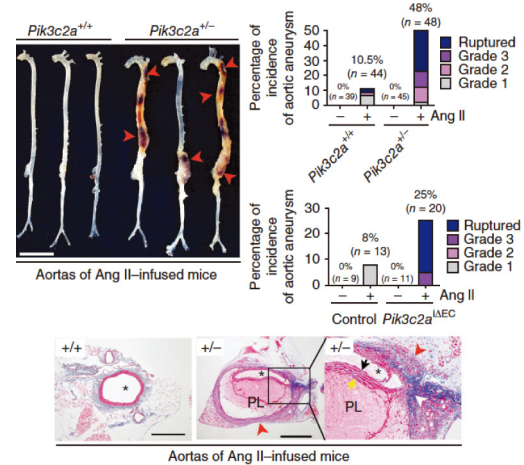 Pik3c2a+/+
Pik3c2a+/−
Aortas of Ang II–infused mice
Percentage of
incidence
of aortic aneurysm
50
40
30
20
10
0
0%
(n = 39)
10.5%
(n = 44)
0%
(n = 45)
48%
(n = 48)
Ruptured
Grade 3
Grade 2
Grade 1
− + − + Ang II
Pik3c2a+/+
Pik3c2a+/−
Percentage of
incidence
of aortic aneurysm
30
20
10
0
0%
(n = 9)
8%
(n = 13)
0%
(n = 11)
25%
(n = 20)
Ruptured
Grade 3
Grade 2
Grade 1
− + − + Ang II
Control Pik3c2aiΔEC
+/+
*
+/−
*
PL
+/−
*
PL
Aortas of Ang II–infused mice